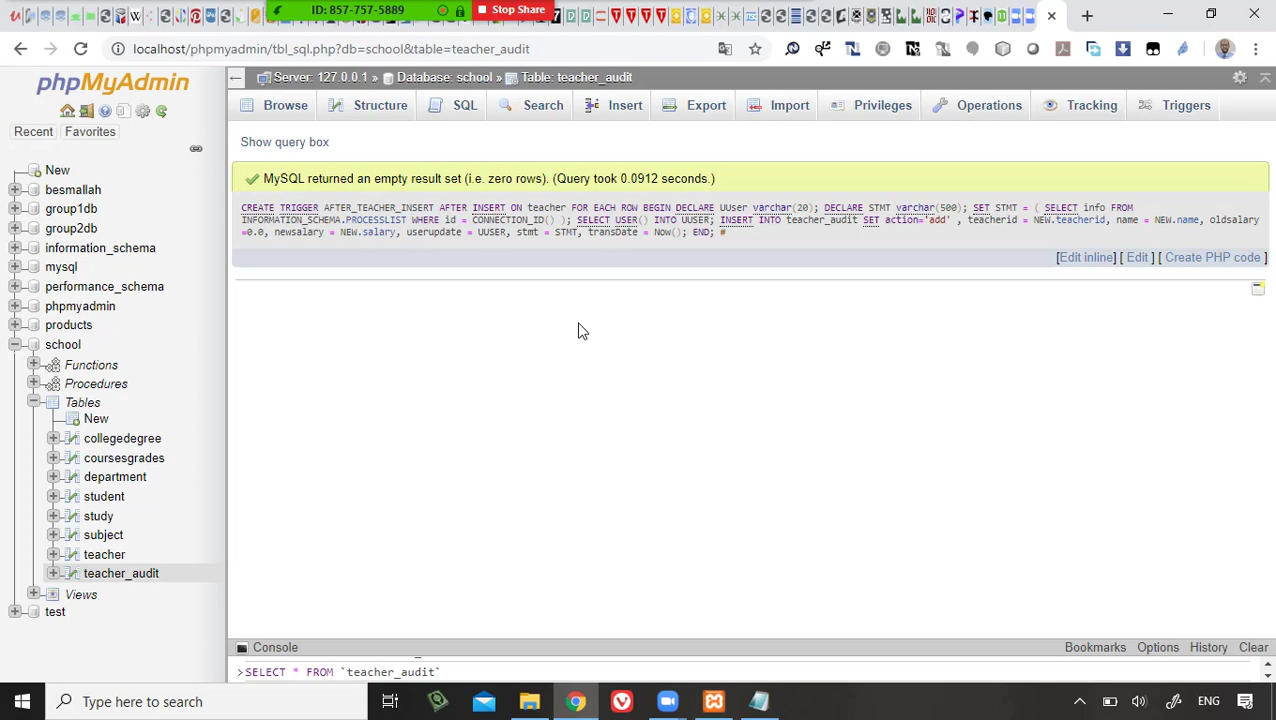 ID: 857-757-5889
Stop Share
localhost/phpmyadmin/tbl_sql.php?db=school&table=teacher_audit
phpMyAdmin
Recent
Favorites
New
besmallah
group1db
group2db
information_schema
mysql
performance_schema
phpmyadmin
products
school
Functions
Procedures
Tables
New
collegedegree
coursesgrades
department
student
study
subject
teacher
teacher_audit
Views
test
Server: 127.0.0.1 » Database: school » Table: teacher_audit
Browse Structure SQL Search Insert Export Import Privileges Operations Tracking Triggers
Show query box
MySQL returned an empty result set (i.e. zero rows). (Query took 0.0912 seconds.)
CREATE TRIGGER AFTER_TEACHER_INSERT AFTER INSERT ON teacher FOR EACH ROW BEGIN DECLARE UUser varchar(20); DECLARE STMT varchar(500); SET STMT = ( SELECT info FROM
INFORMATION_SCHEMA.PROCESSLIST WHERE id = CONNECTION_ID() ); SELECT USER() INTO UUSER; INSERT INTO teacher_audit SET action='add' , teacherid = NEW.teacherid, name = NEW.name, oldsalary
=0.0, newsalary = NEW.salary, userupdate = UUSER, stmt = STMT, transDate = Now(); END; #
[Edit inline] [ Edit ] [ Create PHP code ]
Console
Bookmarks Options History Clear
>SELECT * FROM `teacher_audit`
Type here to search
ENG